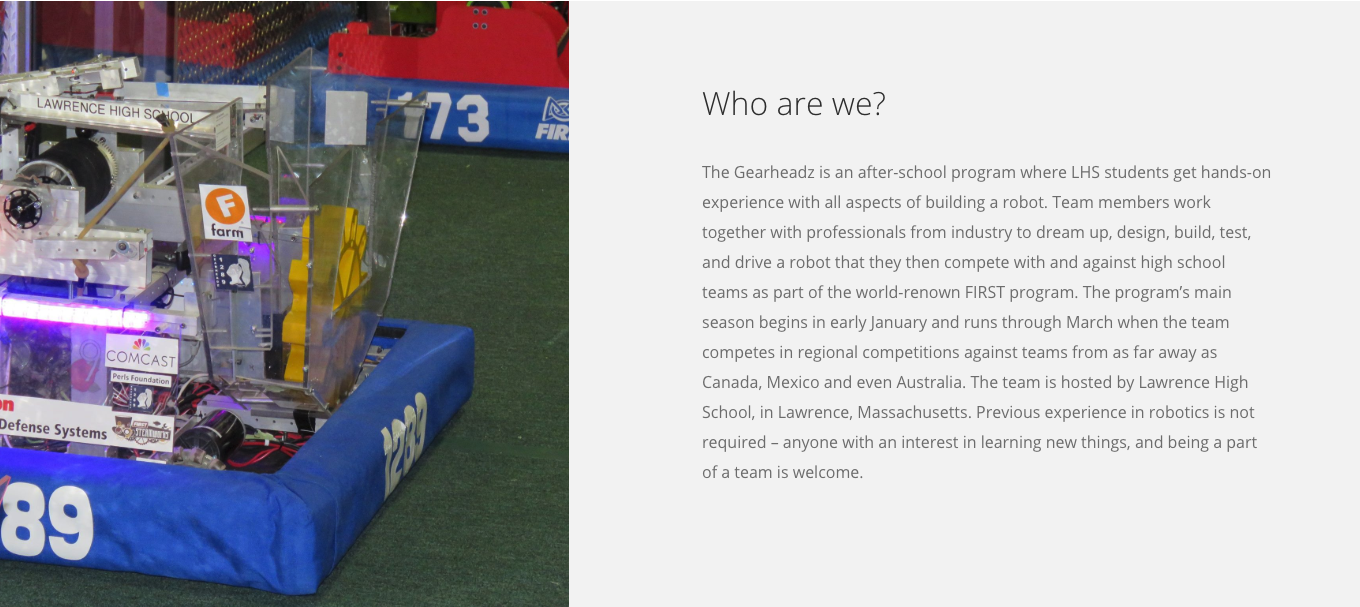 LAWRENCE HIGH SCHOOL
173
FIRS
F
farm
1289
COMCAST
Peris Foundation
on
Defense Systems
1289
89
Who are we?
The Gearheadz is an after-school program where LHS students get hands-on
experience with all aspects of building a robot. Team members work
together with professionals from industry to dream up, design, build, test,
and drive a robot that they then compete with and against high school
teams as part of the world-renown FIRST program. The program’s main
season begins in early January and runs through March when the team
competes in regional competitions against teams from as far away as
Canada, Mexico and even Australia. The team is hosted by Lawrence High
School, in Lawrence, Massachusetts. Previous experience in robotics is not
required – anyone with an interest in learning new things, and being a part
of a team is welcome.